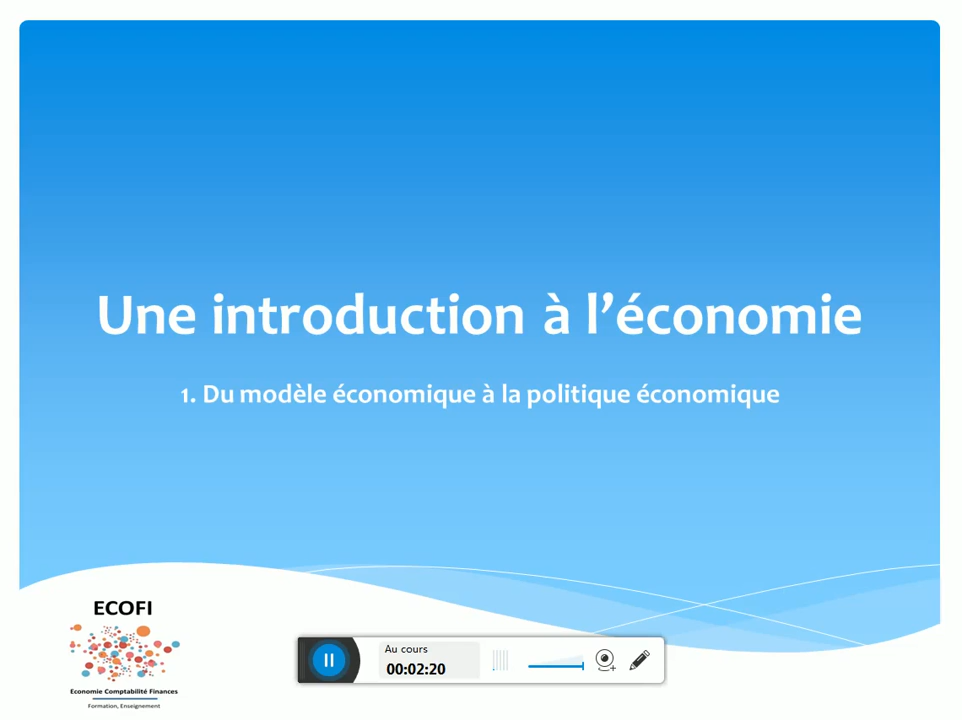 Une introduction à l’économie
1. Du modèle économique à la politique économique
ECOFI
Economie Comptabilité Finances
Formation, Enseignement
Au cours
00:02:20